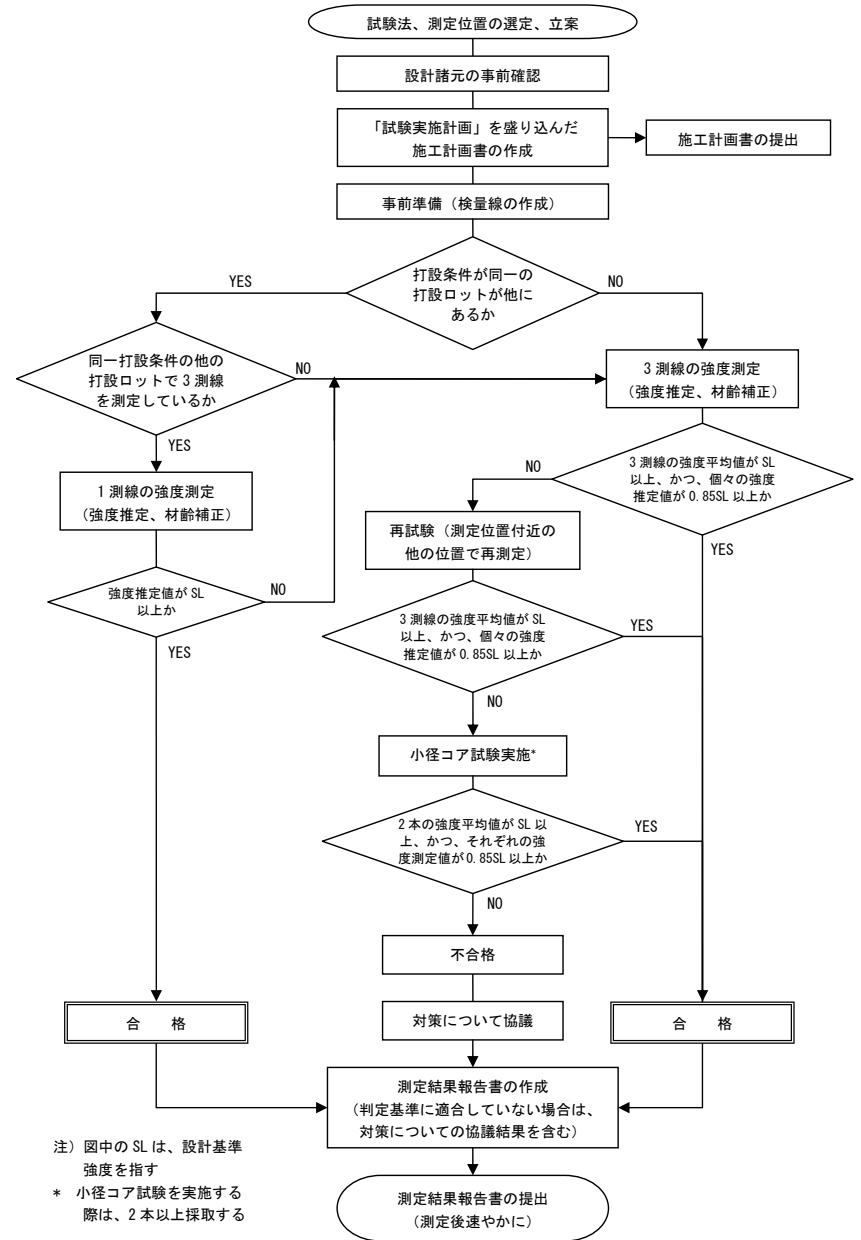 試験法、測定位置の選定、立案
設計諸元の事前確認
「試験実施計画」を盛り込んだ
施工計画書の作成
施工計画書の提出
事前準備（検量線の作成）
打設条件が同一の
打設ロットが他に
あるか
YES
NO
同一打設条件の他の
打設ロットで 3 測線
を測定しているか
NO
YES
3 測線の強度測定
（強度推定、材齢補正）
1 測線の強度測定
（強度推定、材齢補正）
3 測線の強度平均値が SL
以上、かつ、個々の強度
推定値が 0.85SL 以上か
NO
YES
再試験（測定位置付近の
他の位置で再測定）
強度推定値が SL
以上か
NO
YES
3 測線の強度平均値が SL
以上、かつ、個々の強度
推定値が 0.85SL 以上か
YES
NO
小径コア試験実施*
2 本の強度平均値が SL 以
上、かつ、それぞれの強
度測定値が 0.85SL 以上か
YES
NO
不合格
合　格
対策について協議
合　格
測定結果報告書の作成
（判定基準に適合していない場合は、
対策についての協議結果を含む）
測定結果報告書の提出
（測定後速やかに）
注）図中の SL は、設計基準
強度を指す
*　小径コア試験を実施する
際は、2 本以上採取する